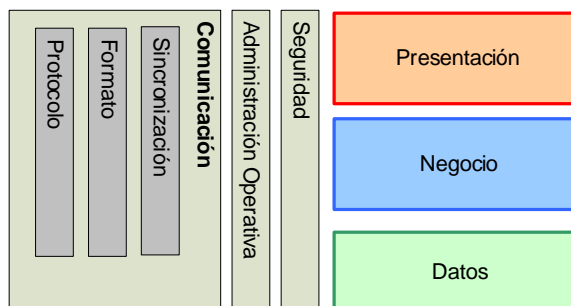 Protocolo
Formato
Sincronización
Comunicación
Administración Operativa
Seguridad
Presentación
Negocio
Datos